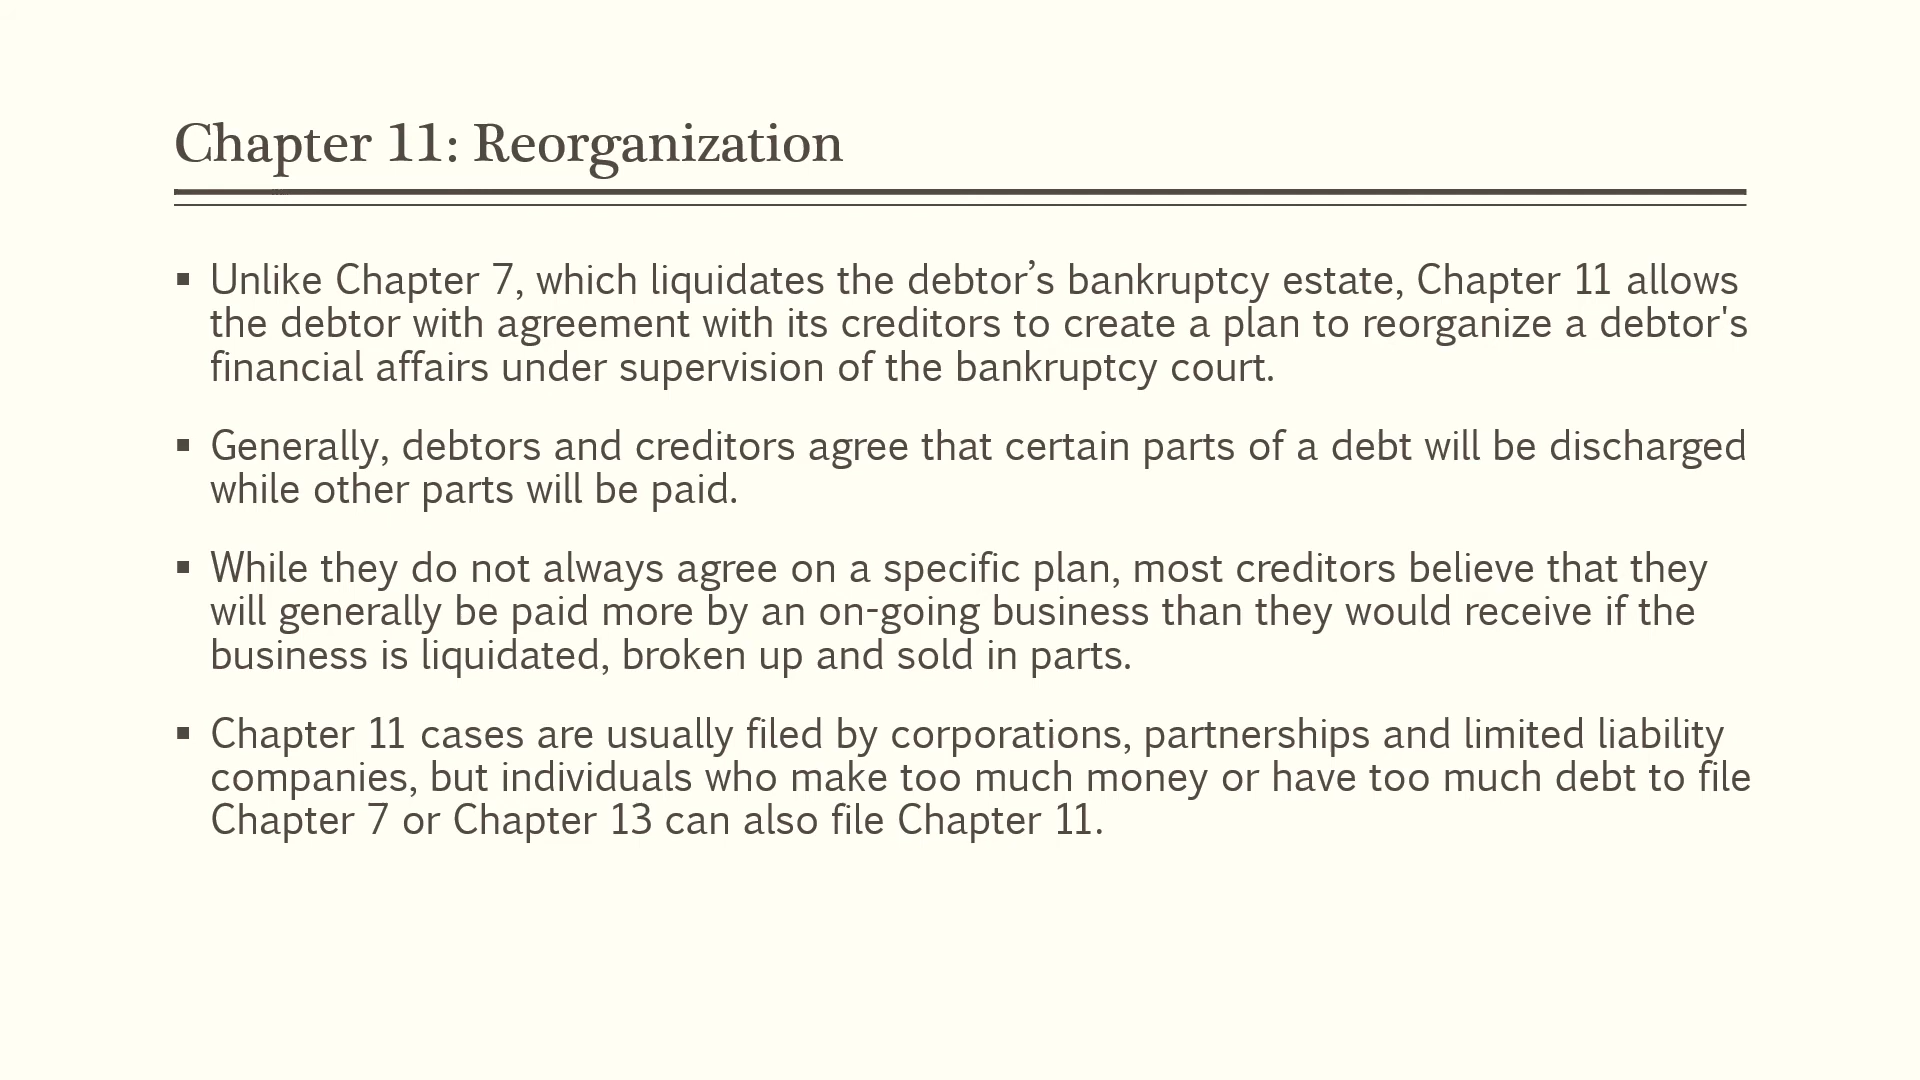 Chapter 11: Reorganization
▪ Unlike Chapter 7, which liquidates the debtor’s bankruptcy estate, Chapter 11 allows
the debtor with agreement with its creditors to create a plan to reorganize a debtor's
financial affairs under supervision of the bankruptcy court.
▪ Generally, debtors and creditors agree that certain parts of a debt will be discharged
while other parts will be paid.
▪ While they do not always agree on a specific plan, most creditors believe that they
will generally be paid more by an on-going business than they would receive if the
business is liquidated, broken up and sold in parts.
▪ Chapter 11 cases are usually filed by corporations, partnerships and limited liability
companies, but individuals who make too much money or have too much debt to file
Chapter 7 or Chapter 13 can also file Chapter 11.